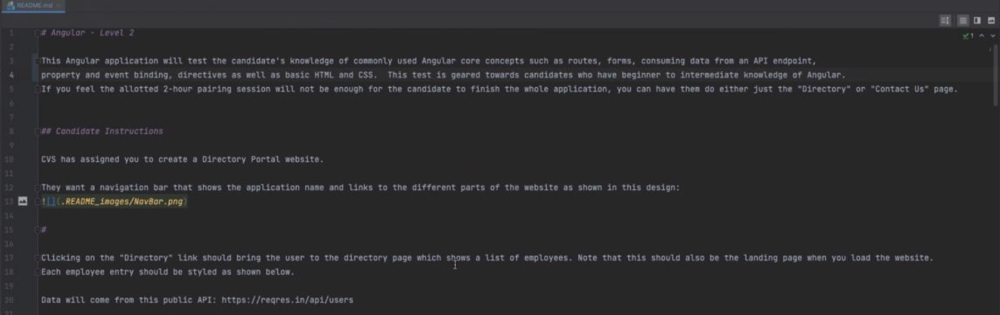 README.md
1 # Angular - Level 2
2
3 This Angular application will test the candidate's knowledge of commonly used Angular core concepts such as routes, forms, consuming data from an API endpoint,
4 property and event binding, directives as well as basic HTML and CSS.  This test is geared towards candidates who have beginner to intermediate knowledge of Angular.
5 If you feel the allotted 2-hour pairing session will not be enough for the candidate to finish the whole application, you can have them do either just the "Directory" or "Contact Us" page.
6
7
8 ## Candidate Instructions
9
10 CVS has assigned you to create a Directory Portal website.
11
12 They want a navigation bar that shows the application name and links to the different parts of the website as shown in this design:
13 ![](.README_images/NavBar.png)
14
15 #
16
17 Clicking on the "Directory" link should bring the user to the directory page which shows a list of employees. Note that this should also be the landing page when you load the website.
18 Each employee entry should be styled as shown below.
19
20 Data will come from this public API: https://reqres.in/api/users
21
1